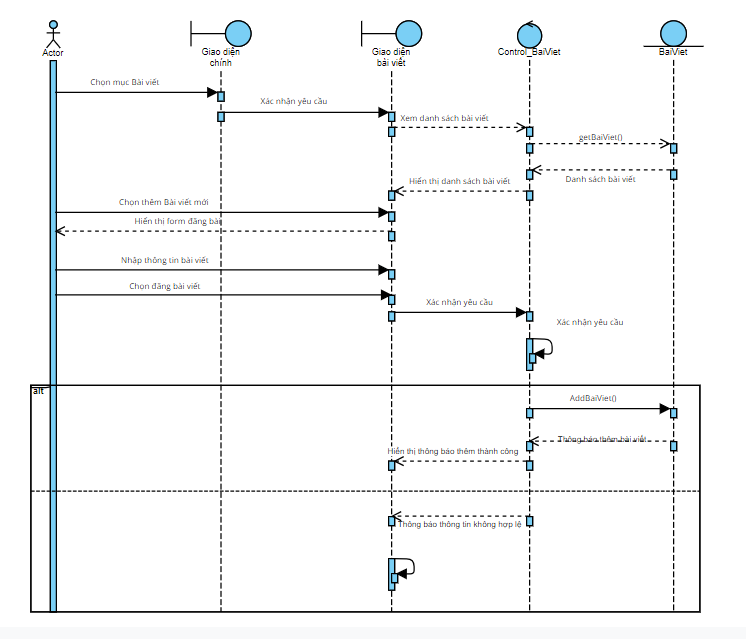 Actor
Giao diện
chính
Giao diện
bài viết
Control_BaiViet
BaiViet
Chọn mục Bài viết
Xác nhận yêu cầu
Xem danh sách bài viết
getBaiViet()
Danh sách bài viết
Hiển thị danh sách bài viết
Chọn thêm Bài viết mới
Hiển thị form đăng bài
Nhập thông tin bài viết
Chọn đăng bài viết
Xác nhận yêu cầu
Xác nhận yêu cầu
alt
AddBaiViet()
Thông báo thêm bài viết
Hiển thị thông báo thêm thành công
Thông báo thông tin không hợp lệ